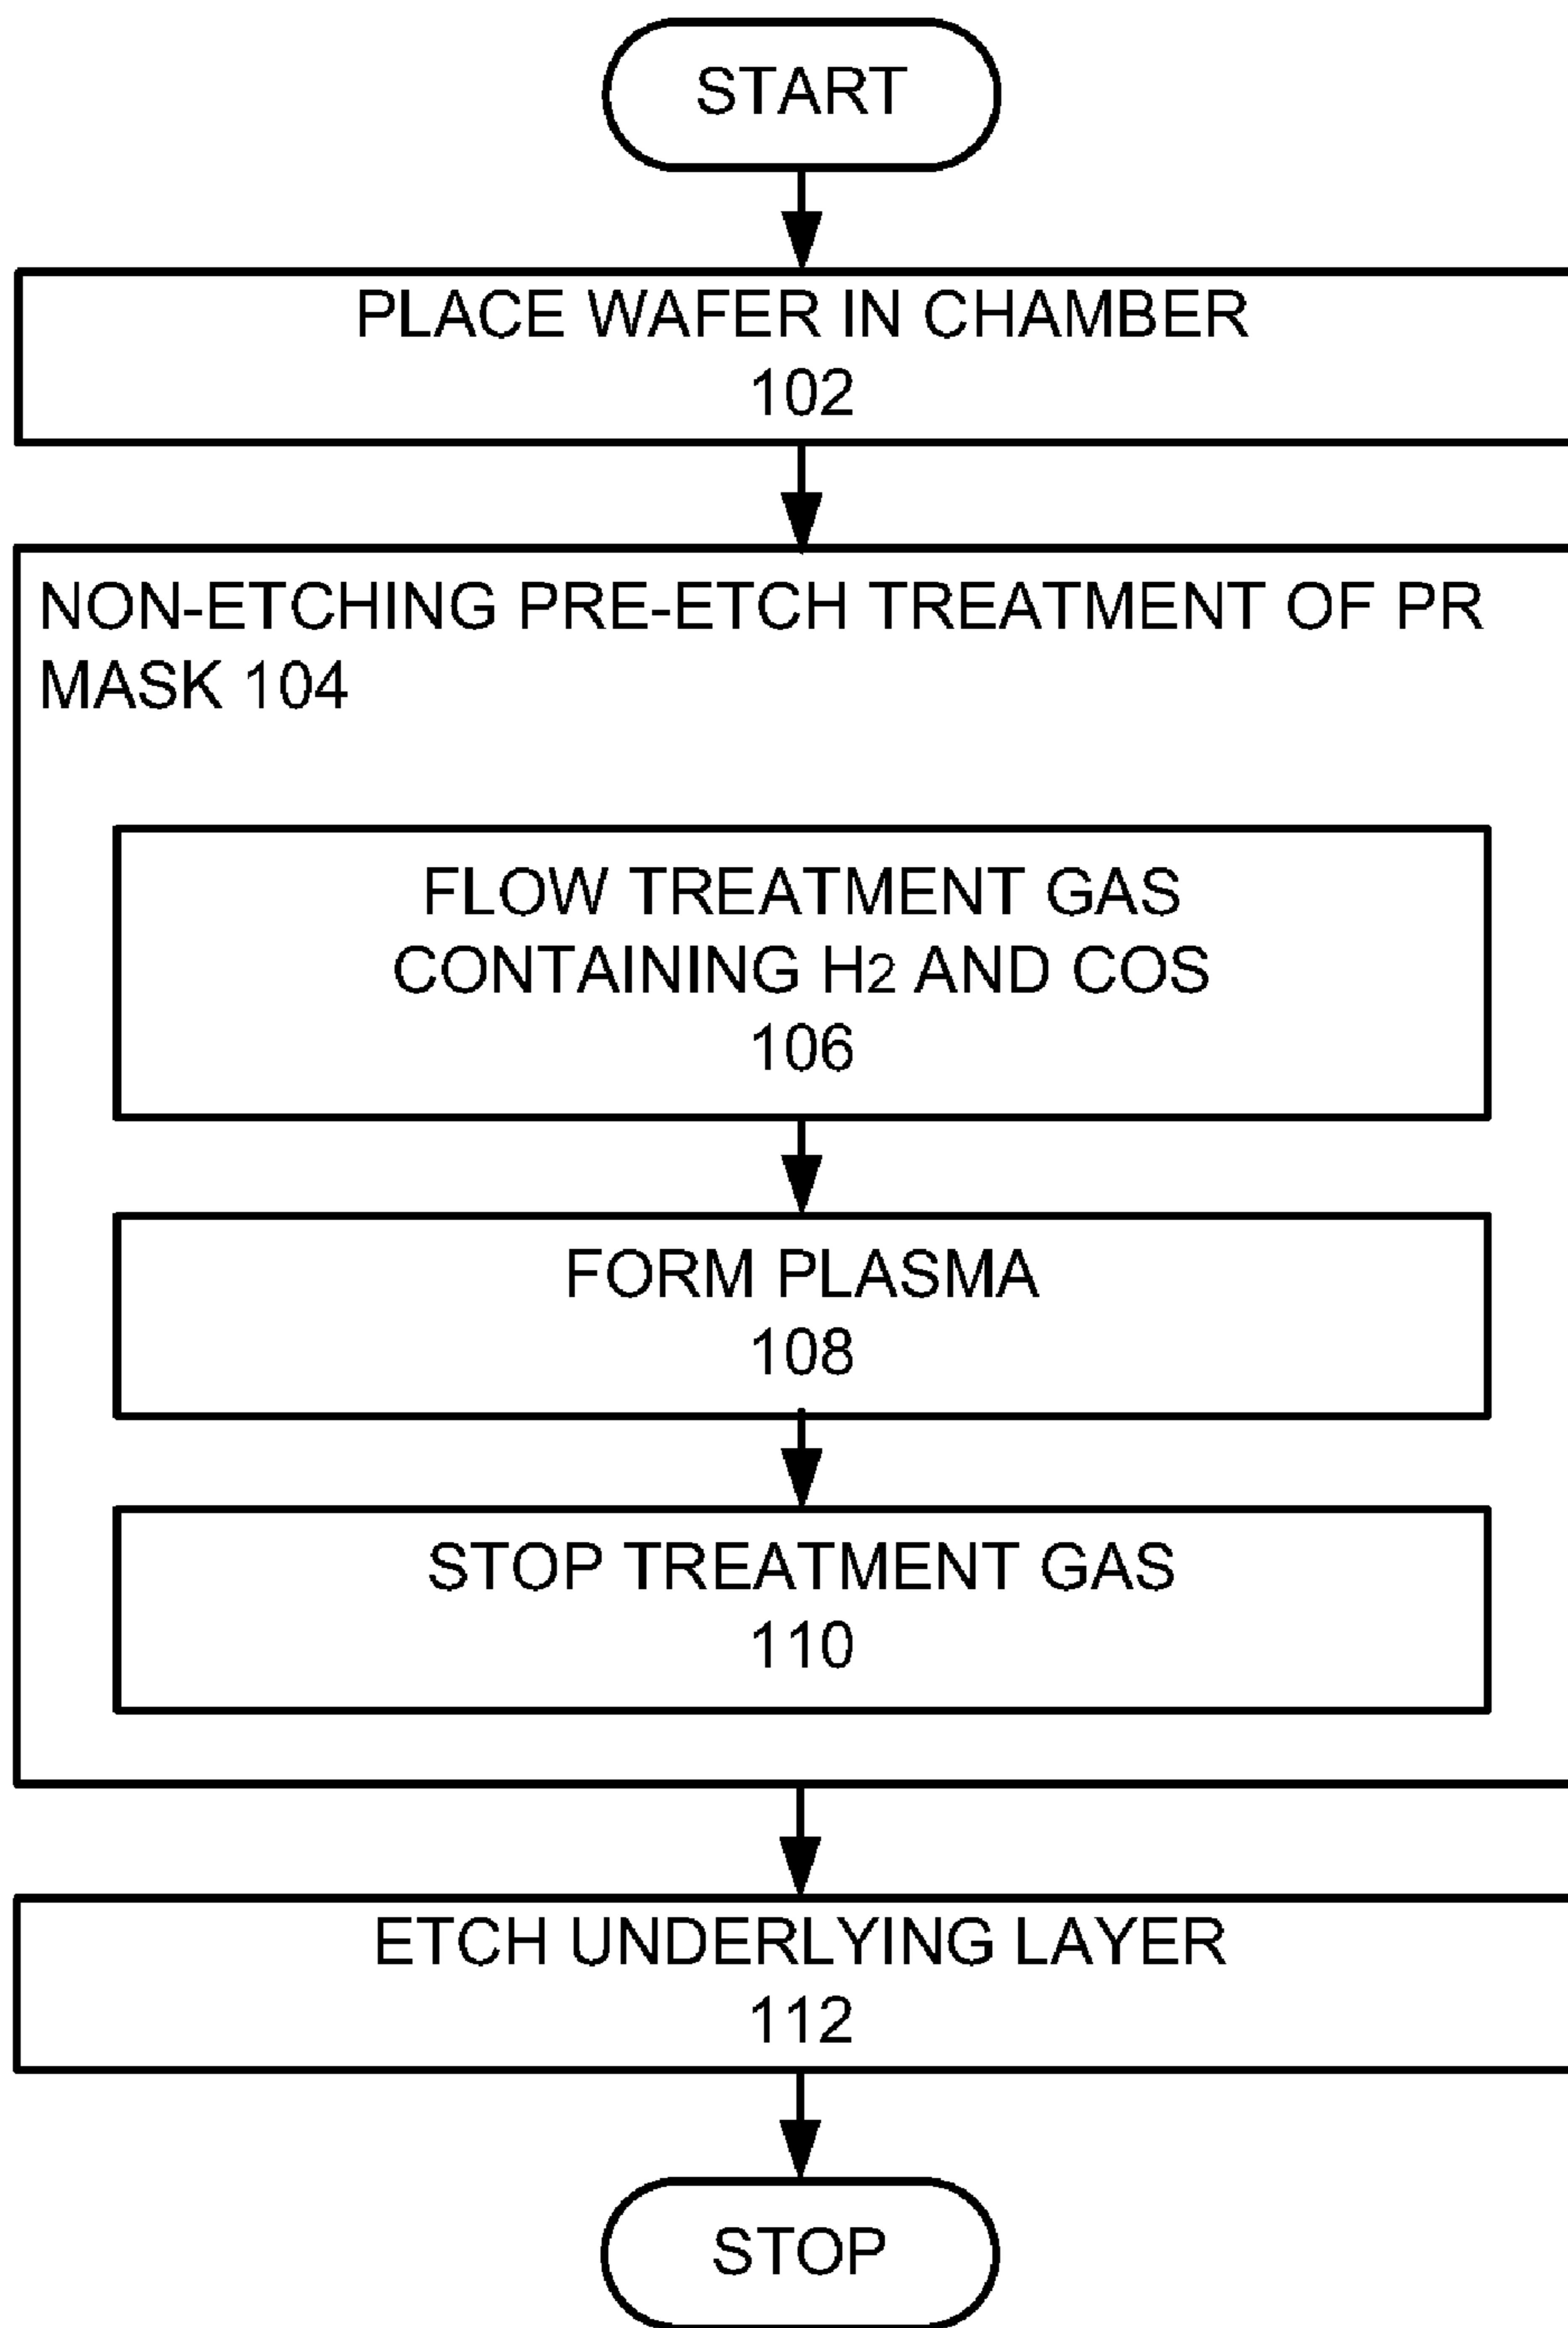 START
PLACE WAFER IN CHAMBER
102
NON-ETCHING PRE-ETCH TREATMENT OF PR
MASK 104
FLOW TREATMENT GAS
CONTAINING H2 AND COS
106
FORM PLASMA
108
STOP TREATMENT GAS
110
ETCH UNDERLYING LAYER
112
STOP